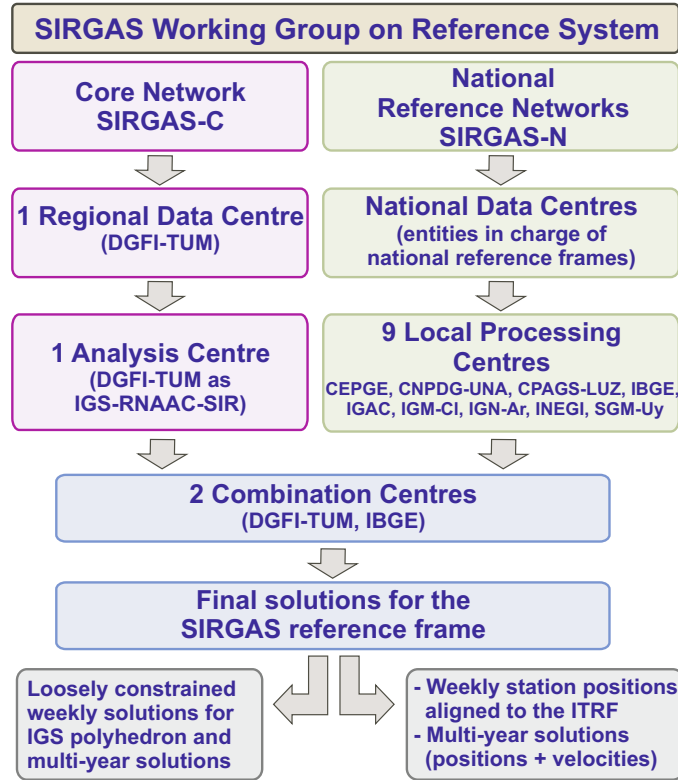 SIRGAS Working Group on Reference System
Core Network
SIRGAS-C
National
Reference Networks
SIRGAS-N
1 Regional Data Centre
(DGFI-TUM)
National Data Centres
(entities in charge of
national reference frames)
1 Analysis Centre
(DGFI-TUM as
IGS-RNAAC-SIR)
9 Local Processing
Centres
CEPGE, CNPDG-UNA, CPAGS-LUZ, IBGE,
IGAC, IGM-Cl, IGN-Ar, INEGI, SGM-Uy
2 Combination Centres
(DGFI-TUM, IBGE)
Final solutions for the
SIRGAS reference frame
Loosely constrained
weekly solutions for
IGS polyhedron and
multi-year solutions
- Weekly station positions
aligned to the ITRF
- Multi-year solutions
(positions + velocities)